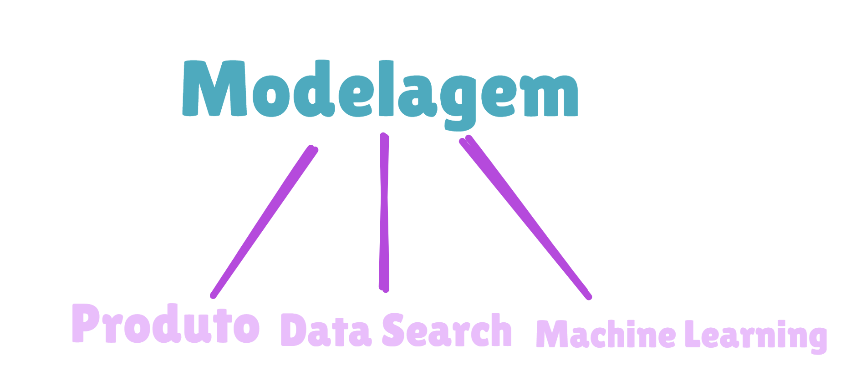 Modelagem
Produto
Data Search
Machine Learning